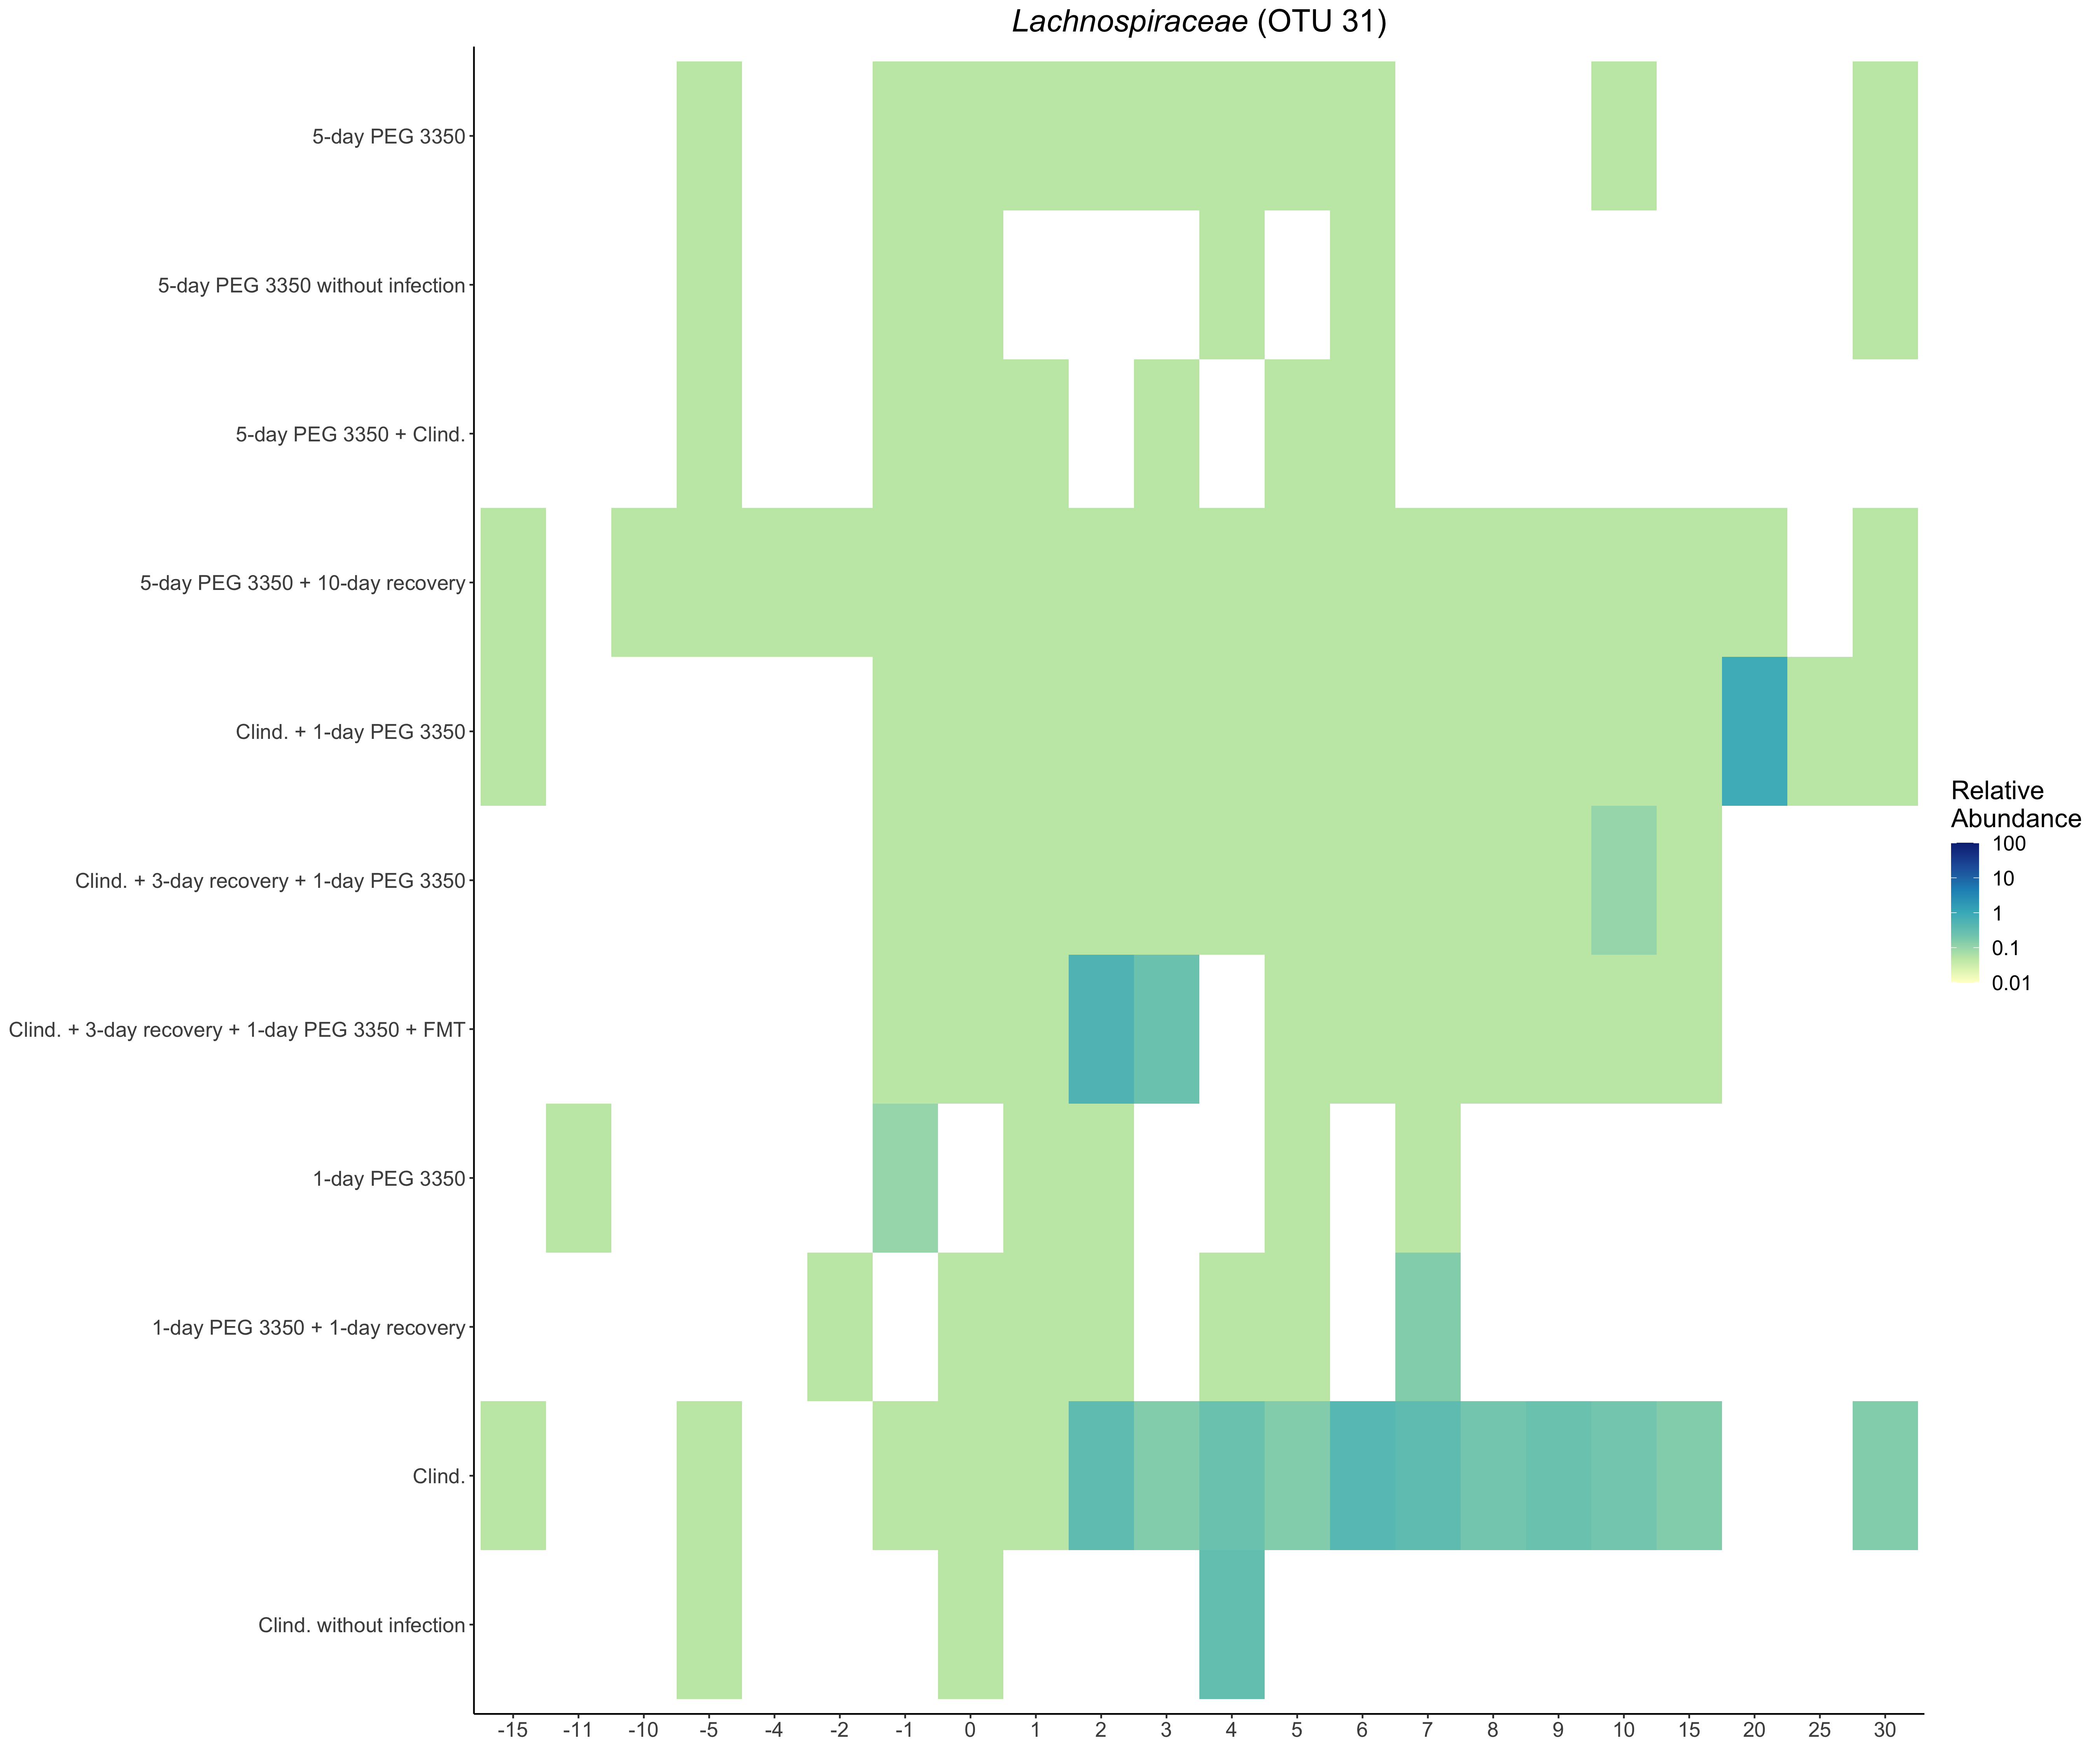 Lachnospiraceae (OTU 31)
5-day PEG 3350
5-day PEG 3350 without infection
5-day PEG 3350 + Clind.
5-day PEG 3350 + 10-day recovery
Clind. + 1-day PEG 3350
Clind. + 3-day recovery + 1-day PEG 3350
Clind. + 3-day recovery + 1-day PEG 3350 + FMT
1-day PEG 3350
1-day PEG 3350 + 1-day recovery
Clind.
Clind. without infection
-15 -11 -10 -5 -4 -2 -1 0 1 2 3 4 5 6 7 8 9 10 15 20 25 30
Relative
Abundance
100
10
1
0.1
0.01